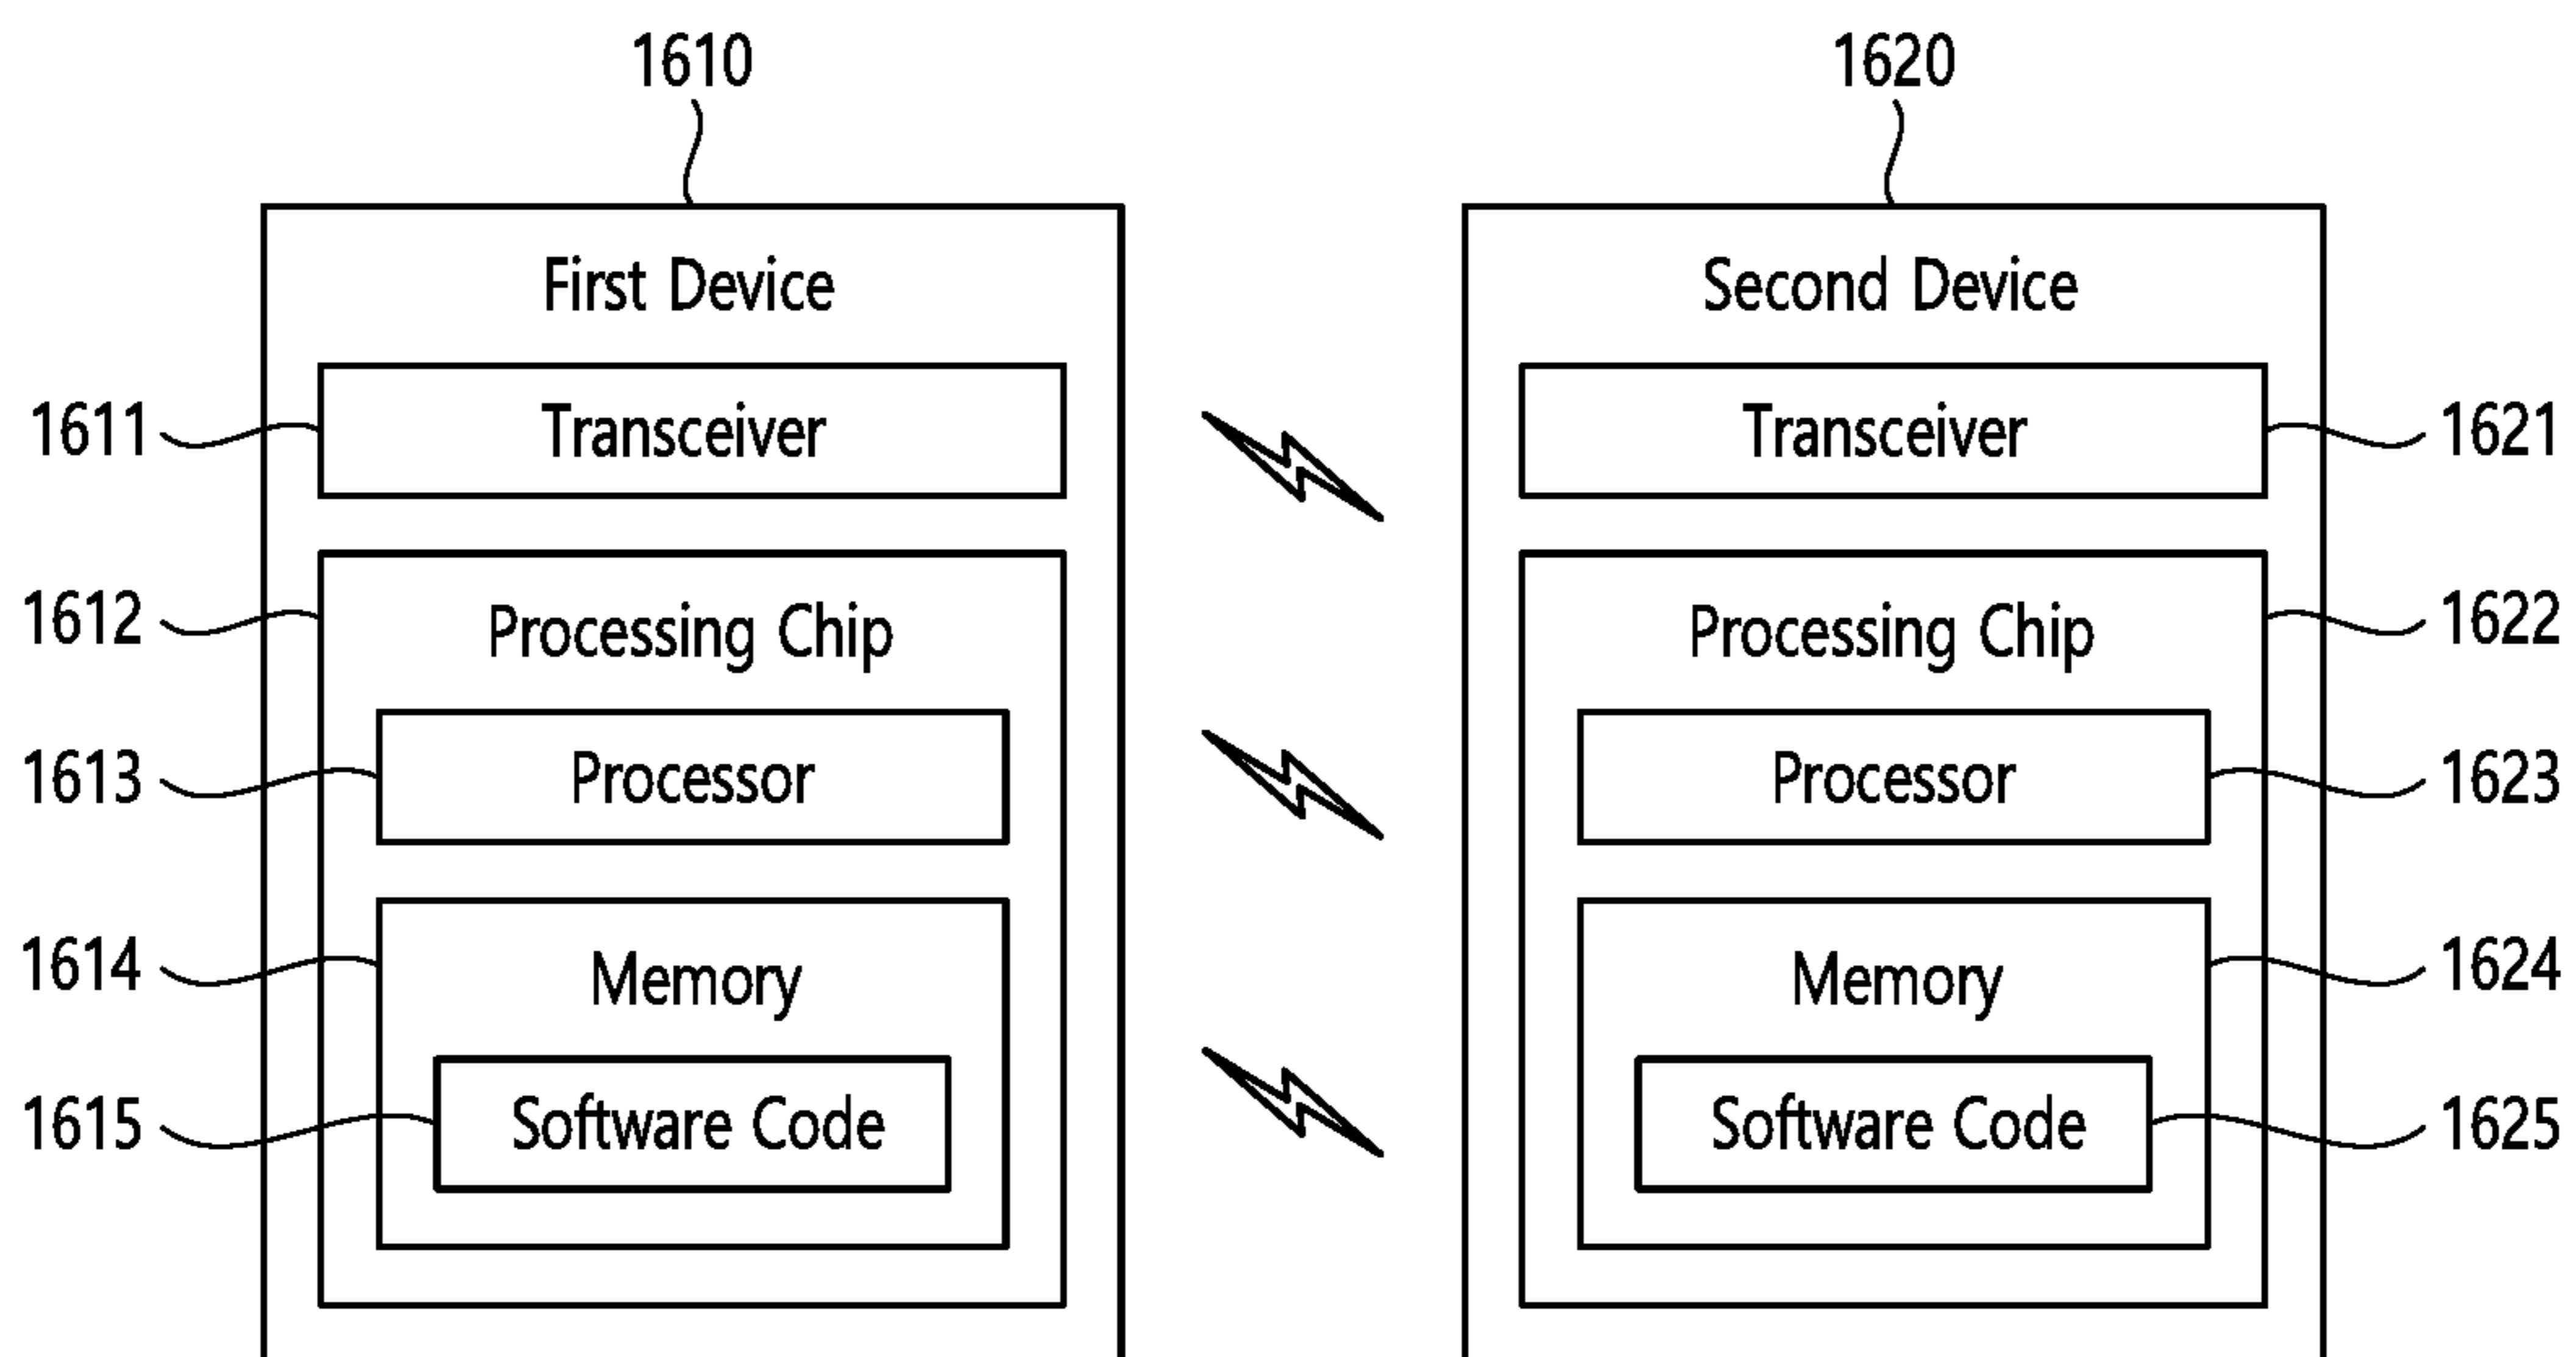 1610
1620
First Device
Second Device
1611
Transceiver
Transceiver
1621
1612
Processing Chip
Processing Chip
1622
1613
Processor
Processor
1623
1614
Memory
Memory
1624
1615
Software Code
Software Code
1625